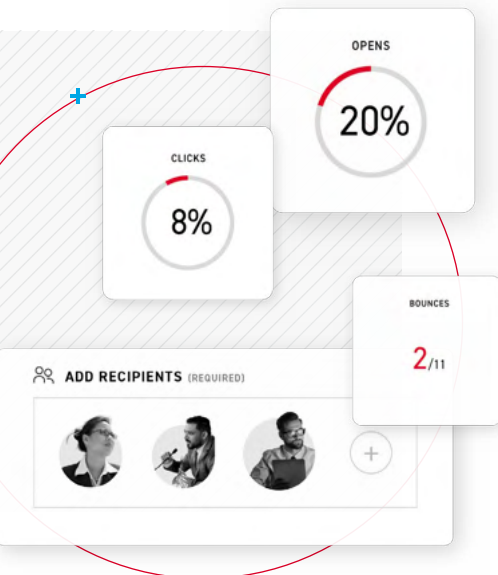 OPENS
20%
CLICKS
8%
BOUNCES
2/11
ADD RECIPIENTS (REQUIRED)